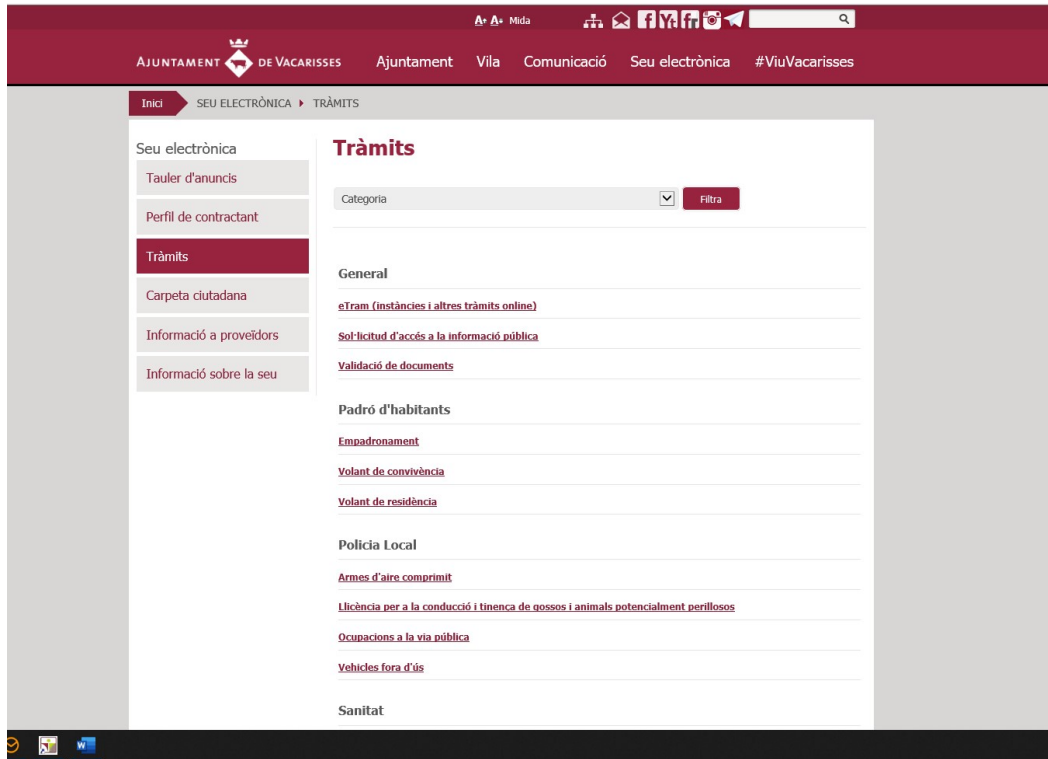 A+ A= Mida
AJUNTAMENT DE VACARISSES
Ajuntament Vila Comunicació Seu electrònica #ViuVacarisses
Inici SEU ELECTRÒNICA TRÀMITS
Seu electrònica
Tauler d'anuncis
Perfil de contractant
Tràmits
Carpeta ciutadana
Informació a proveïdors
Informació sobre la seu
Tràmits
Categoria Filtra
General
eTram (instàncies i altres tràmits online)
Sol·licitud d'accés a la informació pública
Validació de documents
Padró d'habitants
Empadronament
Volant de convivència
Volant de residència
Policia Local
Armes d'aire comprimit
Llicència per a la conducció i tinenca de gossos i animals potencialment perillosos
Ocupacions a la via pública
Vehicles fora d'ús
Sanitat